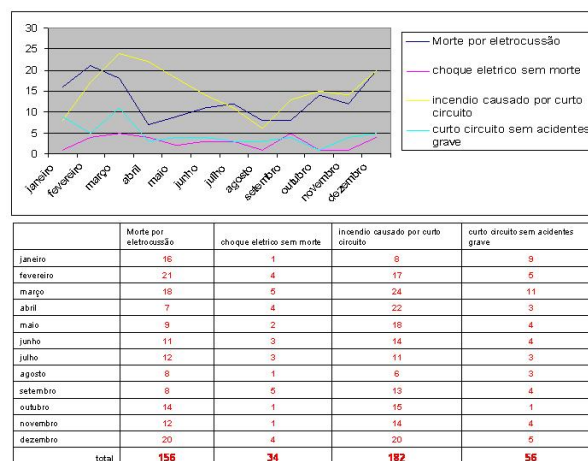 30
25
20
15
10
5
0
janeiro
fevereiro
março
abril
maio
junho
julho
agosto
setembro
outubro
novembro
dezembro
Morte por eletrocussão
choque eletrico sem morte
incendio causado por curto
circuito
curto circuito sem acidentes
grave
Morte por
eletrocussão
choque eletrico sem morte
incendio causado por curto
circuito
curto circuito sem acidentes
grave
janeiro 16 1 8 9
fevereiro 21 4 17 5
março 18 5 24 11
abril 7 4 22 3
maio 9 2 18 4
junho 11 3 14 4
julho 12 3 11 3
agosto 8 1 6 3
setembro 8 5 13 4
outubro 14 1 15 1
novembro 12 1 14 4
dezembro 20 4 20 5
total 156 34 182 56